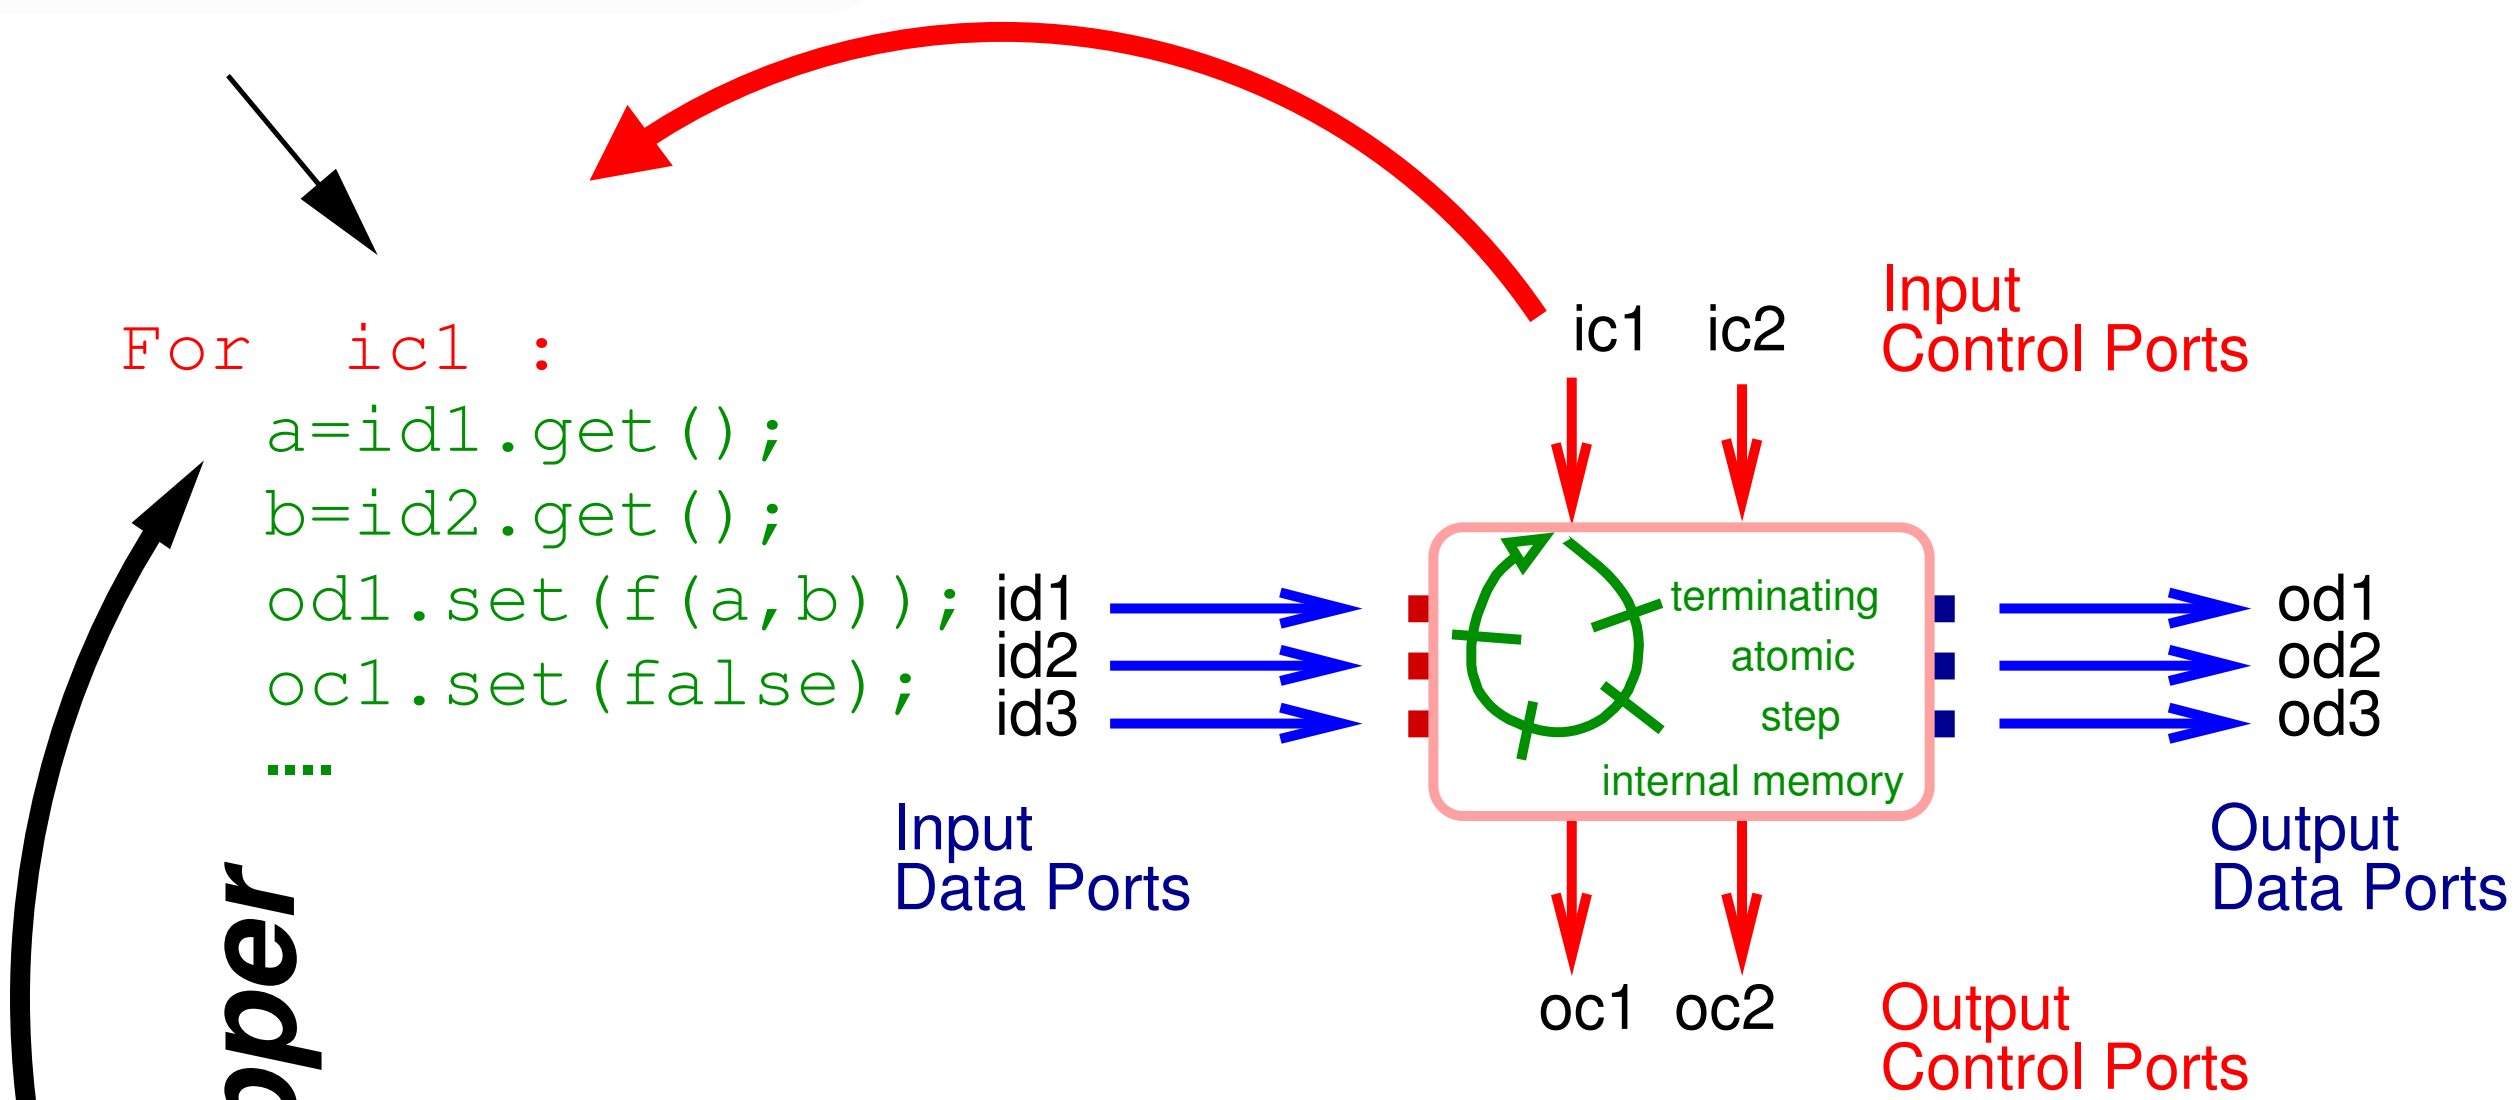 For ic1 :
a=id1.get();
b=id2.get();
od1.set(f(a,b));
oc1.set(false);
....
ic1 ic2
Input
Control Ports
id1
id2
id3
Input
Data Ports
terminating
atomic
step
internal memory
od1
od2
od3
Output
Data Ports
oc1 oc2
Output
Control Ports